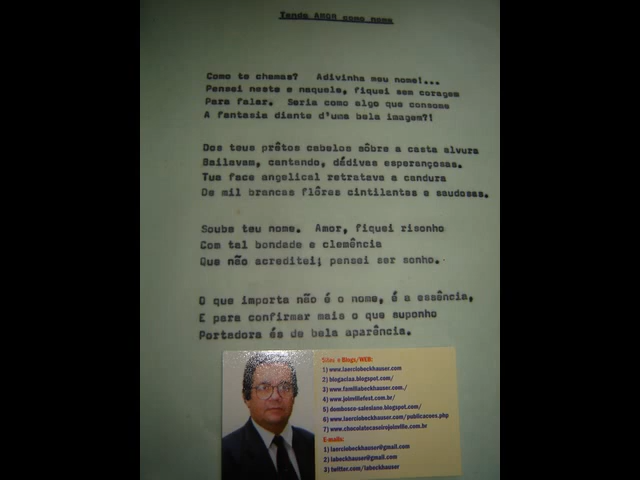 Tendo AMOR como nome
Como te chamas? Adivinha meu nome!...
Pensei neste e naquele, fiquei sem coragem
Para falar. Seria como algo que consome
A fantasia diante d'uma bela imagem?!
Dos teus prêtos cabelos sôbre a casta alvura
Bailavam, cantando, dádivas esperançosas.
Tua face angelical retratava a candura
De mil brancas flôres cintilantes e saudosas.
Soube teu nome. Amor, fiquei risonho
Com tal bondade e clemência
Que não acreditei; pensei ser sonho.
O que importa não é o nome, é a essência,
E para confirmar mais o que suponho
Portadora és de bela aparência.
Sites e Blogs/WEB:
1) www.laerciobeckhauser.com
2) blogaciaa.blogspot.com/
3) www.familiabeckhauser.com./
4) www.joinvillefest.com.br/
5) dombosco-salesiano.blogspot.com/
6) www.laerciobeckhauser.com/publicacoes.php
7) www.chocolatecaseirojoinville.com.br
E-mails:
1) laerciobeckhauser@gmail.com
2) labeckhauser@gmail.com
3) twitter.com/labeckhauser